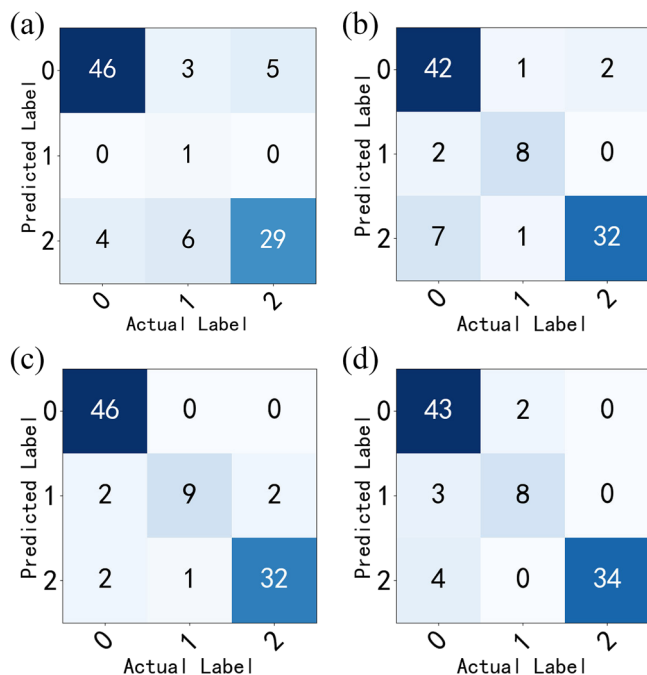 (a)
0 46 3 5
1 0 1 0
2 4 6 29
0 1 2
Predicted Label
Actual Label
(b)
0 42 1 2
1 2 8 0
2 7 1 32
0 1 2
Predicted Label
Actual Label
(c)
0 46 0 0
1 2 9 2
2 2 1 32
0 1 2
Predicted Label
Actual Label
(d)
0 43 2 0
1 3 8 0
2 4 0 34
0 1 2
Predicted Label
Actual Label